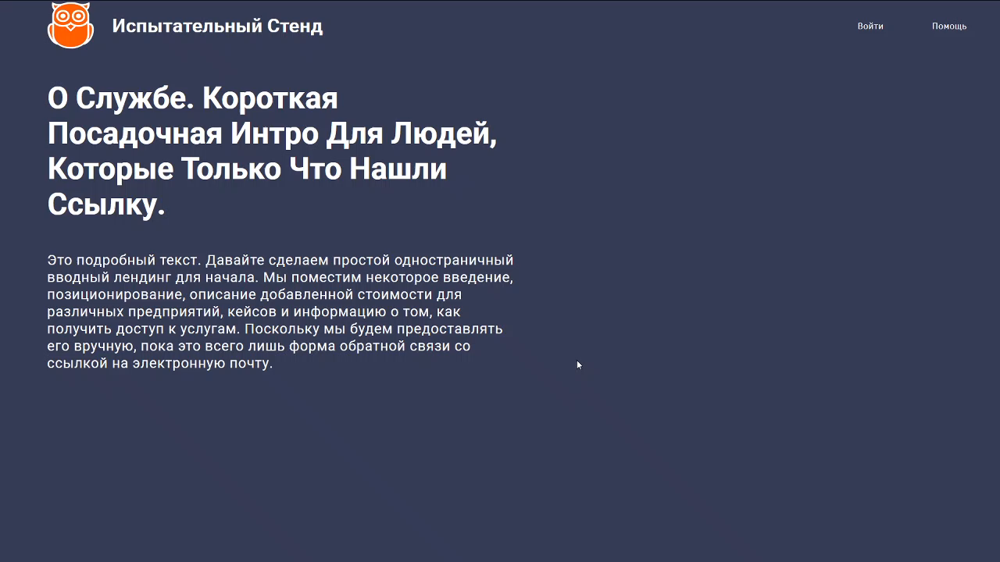 Испытательный Стенд
Войти
Помощь
О Службе. Короткая
Посадочная Интро Для Людей,
Которые Только Что Нашли
Ссылку.
Это подробный текст. Давайте сделаем простой одностраничный
вводный лендинг для начала. Мы поместим некоторое введение,
позиционирование, описание добавленной стоимости для
различных предприятий, кейсов и информацию о том, как
получить доступ к услугам. Поскольку мы будем предоставлять
его вручную, пока это всего лишь форма обратной связи со
ссылкой на электронную почту.